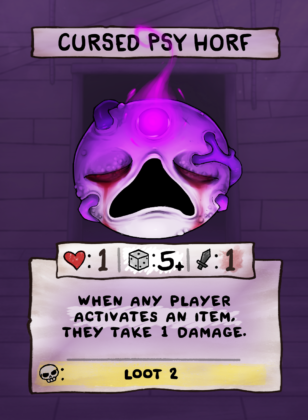 CURSED PSY HORF
:1 :5+ :1
WHEN ANY PLAYER
ACTIVATES AN ITEM,
THEY TAKE 1 DAMAGE.
: LOOT 2